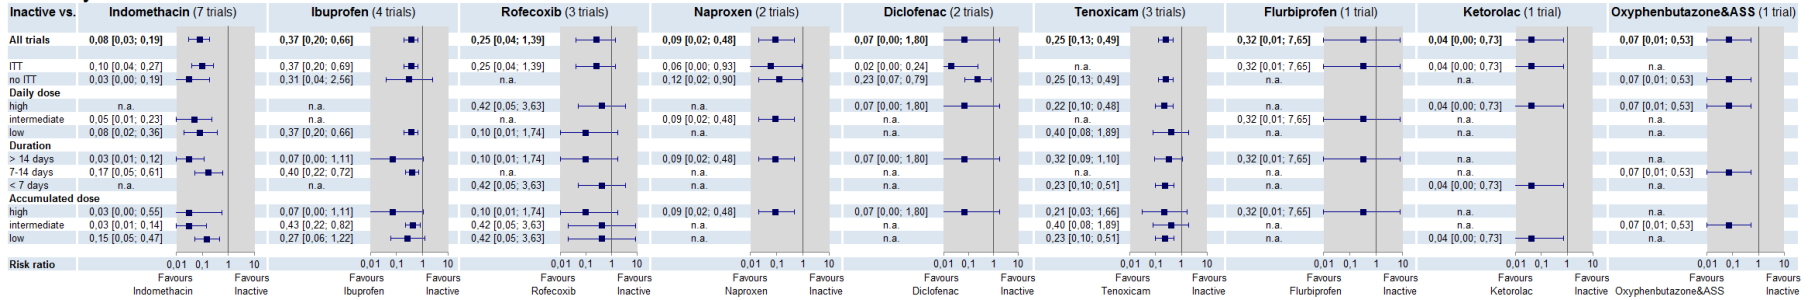 Inactive vs. Indomethacin (7 trials) Ibuprofen (4 trials) Rofecoxib (3 trials) Naproxen (2 trials) Diclofenac (2 trials) Tenoxicam (3 trials) Flurbiprofen (1 trial) Ketorolac (1 trial) Oxyphenbutazone&ASS (1 trial)
All trials 0,08 [0,03; 0,19] 0,37 [0,20; 0,66] 0,25 [0,04; 1,39] 0,09 [0,02; 0,48] 0,07 [0,00; 1,80] 0,25 [0,13; 0,49] 0,32 [0,01; 7,65] 0,04 [0,00; 0,73] 0,07 [0,01; 0,53]
ITT 0,10 [0,04; 0,27] 0,37 [0,20; 0,69] 0,25 [0,04; 1,39] 0,06 [0,00; 0,93] 0,02 [0,00; 0,24] n.a. 0,32 [0,01; 7,65] 0,04 [0,00; 0,73] n.a.
no ITT 0,03 [0,00; 0,19] 0,31 [0,04; 2,56] n.a. 0,12 [0,02; 0,90] 0,23 [0,07; 0,79] 0,25 [0,13; 0,49] n.a. n.a. 0,07 [0,01; 0,53]
Daily dose
high n.a. n.a. 0,42 [0,05; 3,63] n.a. 0,07 [0,00; 1,80] 0,22 [0,10; 0,48] n.a. 0,04 [0,00; 0,73] 0,07 [0,01; 0,53]
intermediate 0,05 [0,01; 0,23] n.a. n.a. 0,09 [0,02; 0,48] n.a. n.a. 0,32 [0,01; 7,65] n.a. n.a.
low 0,08 [0,02; 0,36] 0,37 [0,20; 0,66] 0,10 [0,01; 1,74] n.a. n.a. 0,40 [0,08; 1,89] n.a. n.a. n.a.
Duration
> 14 days 0,03 [0,01; 0,12] 0,07 [0,00; 1,11] 0,10 [0,01; 1,74] 0,09 [0,02; 0,48] 0,07 [0,00; 1,80] 0,32 [0,09; 1,10] 0,32 [0,01; 7,65] n.a. n.a.
7-14 days 0,17 [0,05; 0,61] 0,40 [0,22; 0,72] n.a. n.a. n.a. n.a. n.a. n.a. 0,07 [0,01; 0,53]
< 7 days n.a. n.a. 0,42 [0,05; 3,63] n.a. n.a. 0,23 [0,10; 0,51] n.a. 0,04 [0,00; 0,73] n.a.
Accumulated dose
high 0,03 [0,00; 0,55] 0,07 [0,00; 1,11] 0,10 [0,01; 1,74] 0,09 [0,02; 0,48] 0,07 [0,00; 1,80] 0,21 [0,03; 1,66] 0,32 [0,01; 7,65] n.a. n.a.
intermediate 0,03 [0,01; 0,14] 0,43 [0,22; 0,82] 0,42 [0,05; 3,63] n.a. n.a. 0,40 [0,08; 1,89] n.a. n.a. 0,07 [0,01; 0,53]
low 0,15 [0,05; 0,47] 0,27 [0,06; 1,22] 0,42 [0,05; 3,63] n.a. n.a. 0,23 [0,10; 0,51] n.a. 0,04 [0,00; 0,73] n.a.
Risk ratio 0,01 0,1 1 10 0,01 0,1 1 10 0,01 0,1 1 10 0,01 0,1 1 10 0,01 0,1 1 10 0,01 0,1 1 10 0,01 0,1 1 10 0,01 0,1 1 10 0,01 0,1 1 10
Favours Favours Favours Favours Favours Favours Favours Favours Favours Favours Favours Favours Favours Favours Favours Favours Favours Favours
Indomethacin Inactive Ibuprofen Inactive Rofecoxib Inactive Naproxen Inactive Diclofenac Inactive Tenoxicam Inactive Flurbiprofen Inactive Ketorolac Inactive Oxyphenbutazone&ASS Inactive